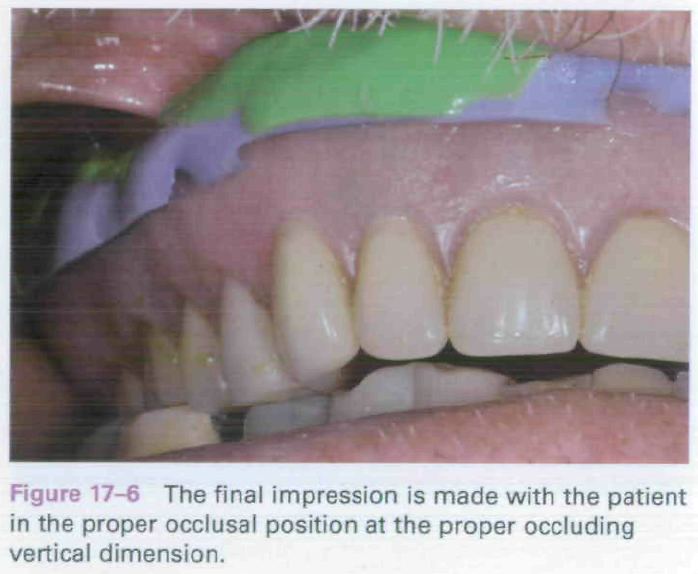 Figure 17–6 The final impression is made with the patient
in the proper occlusal position at the proper occluding
vertical dimension.